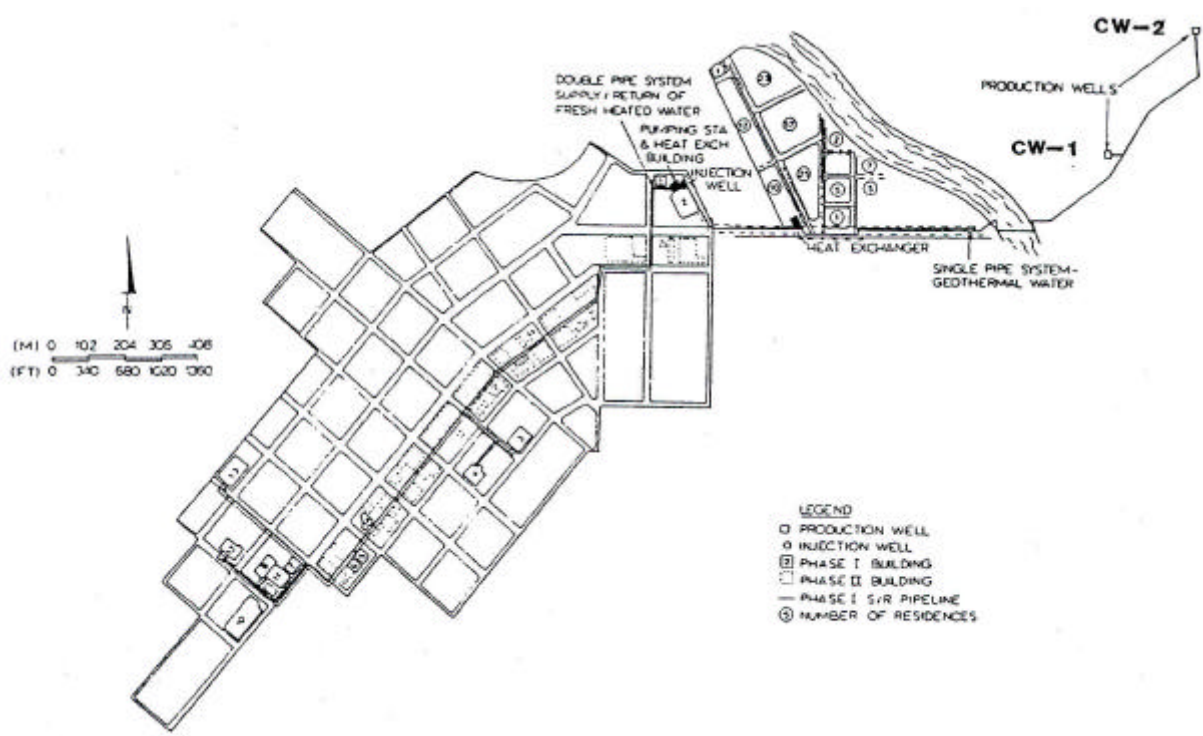 CW-2
PRODUCTION WELLS
CW-1
DOUBLE PIPE SYSTEM
SUPPLY / RETURN OF
FRESH HEATED WATER
PUMPING STA
& HEAT EXCH
BUILDING
INJECTION
WELL
HEAT EXCHANGER
SINGLE PIPE SYSTEM-
GEOTHERMAL WATER
N
(M) 0 102 204 305 408
(FT) 0 340 680 1020 1360
LEGEND
PRODUCTION WELL
INJECTION WELL
PHASE I BUILDING
PHASE II BUILDING
PHASE I S/R PIPELINE
NUMBER OF RESIDENCES